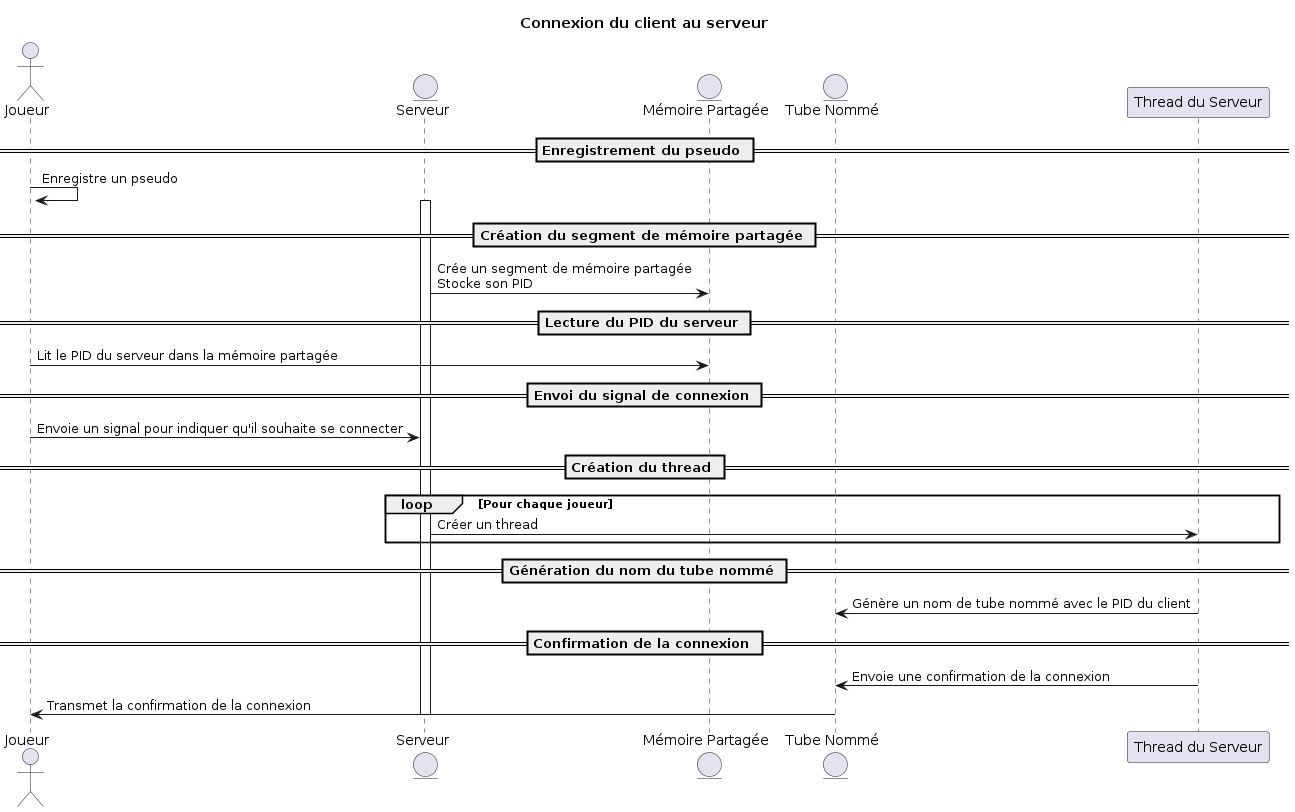 Connexion du client au serveur
Joueur
Serveur
Mémoire Partagée
Tube Nommé
Thread du Serveur
Enregistrement du pseudo
Enregistre un pseudo
Création du segment de mémoire partagée
Crée un segment de mémoire partagée
Stocke son PID
Lecture du PID du serveur
Lit le PID du serveur dans la mémoire partagée
Envoi du signal de connexion
Envoie un signal pour indiquer qu'il souhaite se connecter
Création du thread
loop
[Pour chaque joueur]
Créer un thread
Génération du nom du tube nommé
Génère un nom de tube nommé avec le PID du client
Confirmation de la connexion
Envoie une confirmation de la connexion
Transmet la confirmation de la connexion
Joueur
Serveur
Mémoire Partagée
Tube Nommé
Thread du Serveur